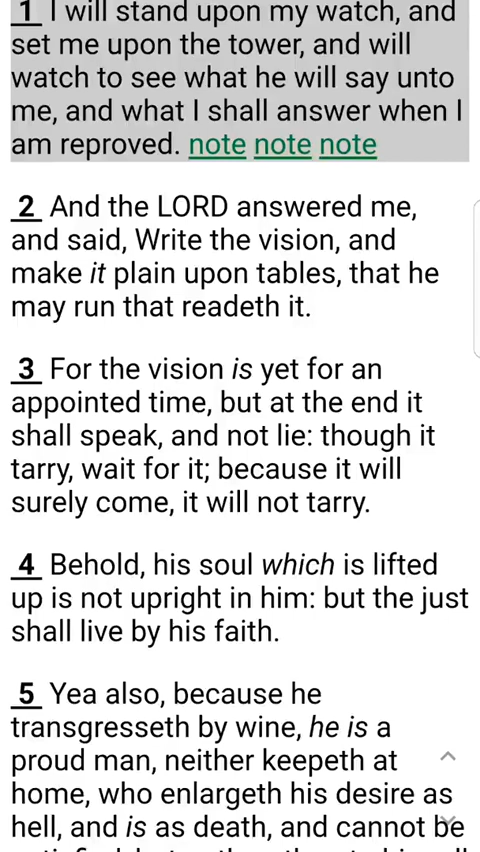 1 I will stand upon my watch, and
set me upon the tower, and will
watch to see what he will say unto
me, and what I shall answer when I
am reproved. note note note
2 And the LORD answered me,
and said, Write the vision, and
make it plain upon tables, that he
may run that readeth it.
3 For the vision is yet for an
appointed time, but at the end it
shall speak, and not lie: though it
tarry, wait for it; because it will
surely come, it will not tarry.
4 Behold, his soul which is lifted
up is not upright in him: but the just
shall live by his faith.
5 Yea also, because he
transgresseth by wine, he is a
proud man, neither keepeth at
home, who enlargeth his desire as
hell, and is as death, and cannot be